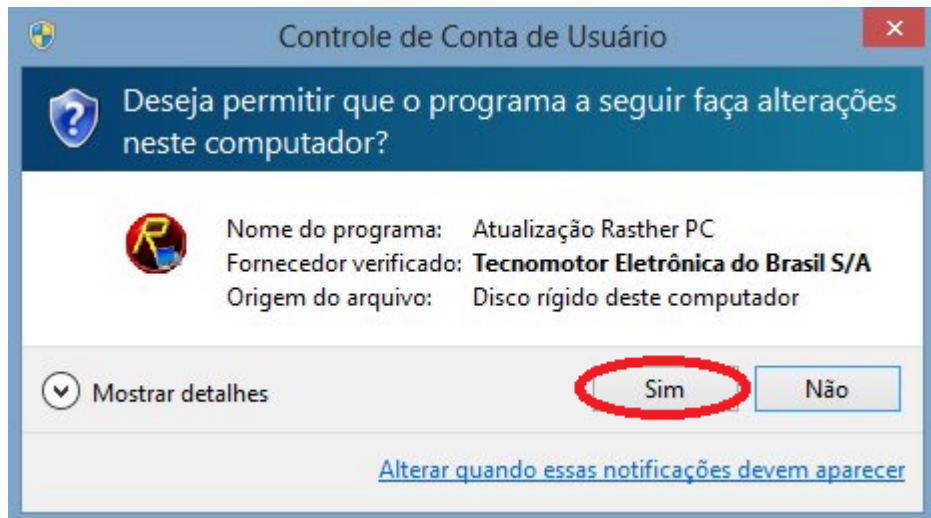 Controle de Conta de Usuário
Deseja permitir que o programa a seguir faça alterações
neste computador?
Nome do programa: Atualização Rasther PC
Fornecedor verificado: Tecnomotor Eletrônica do Brasil S/A
Origem do arquivo: Disco rígido deste computador
Mostrar detalhes Sim Não
Alterar quando essas notificações devem aparecer